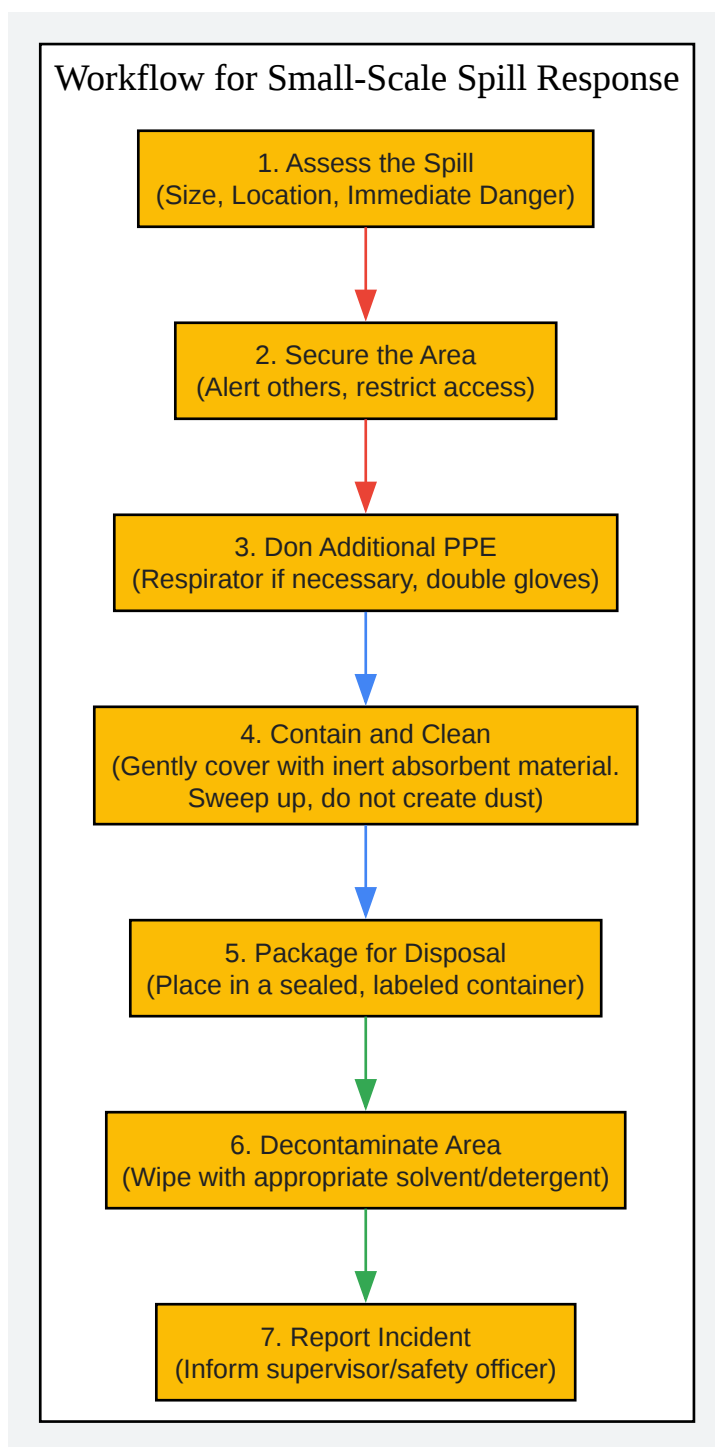 Workflow for Small-Scale Spill Response
1. Assess the Spill
(Size, Location, Immediate Danger)
2. Secure the Area
(Alert others, restrict access)
3. Don Additional PPE
(Respirator if necessary, double gloves)
4. Contain and Clean
(Gently cover with inert absorbent material.
Sweep up, do not create dust)
5. Package for Disposal
(Place in a sealed, labeled container)
6. Decontaminate Area
(Wipe with appropriate solvent/detergent)
7. Report Incident
(Inform supervisor/safety officer)